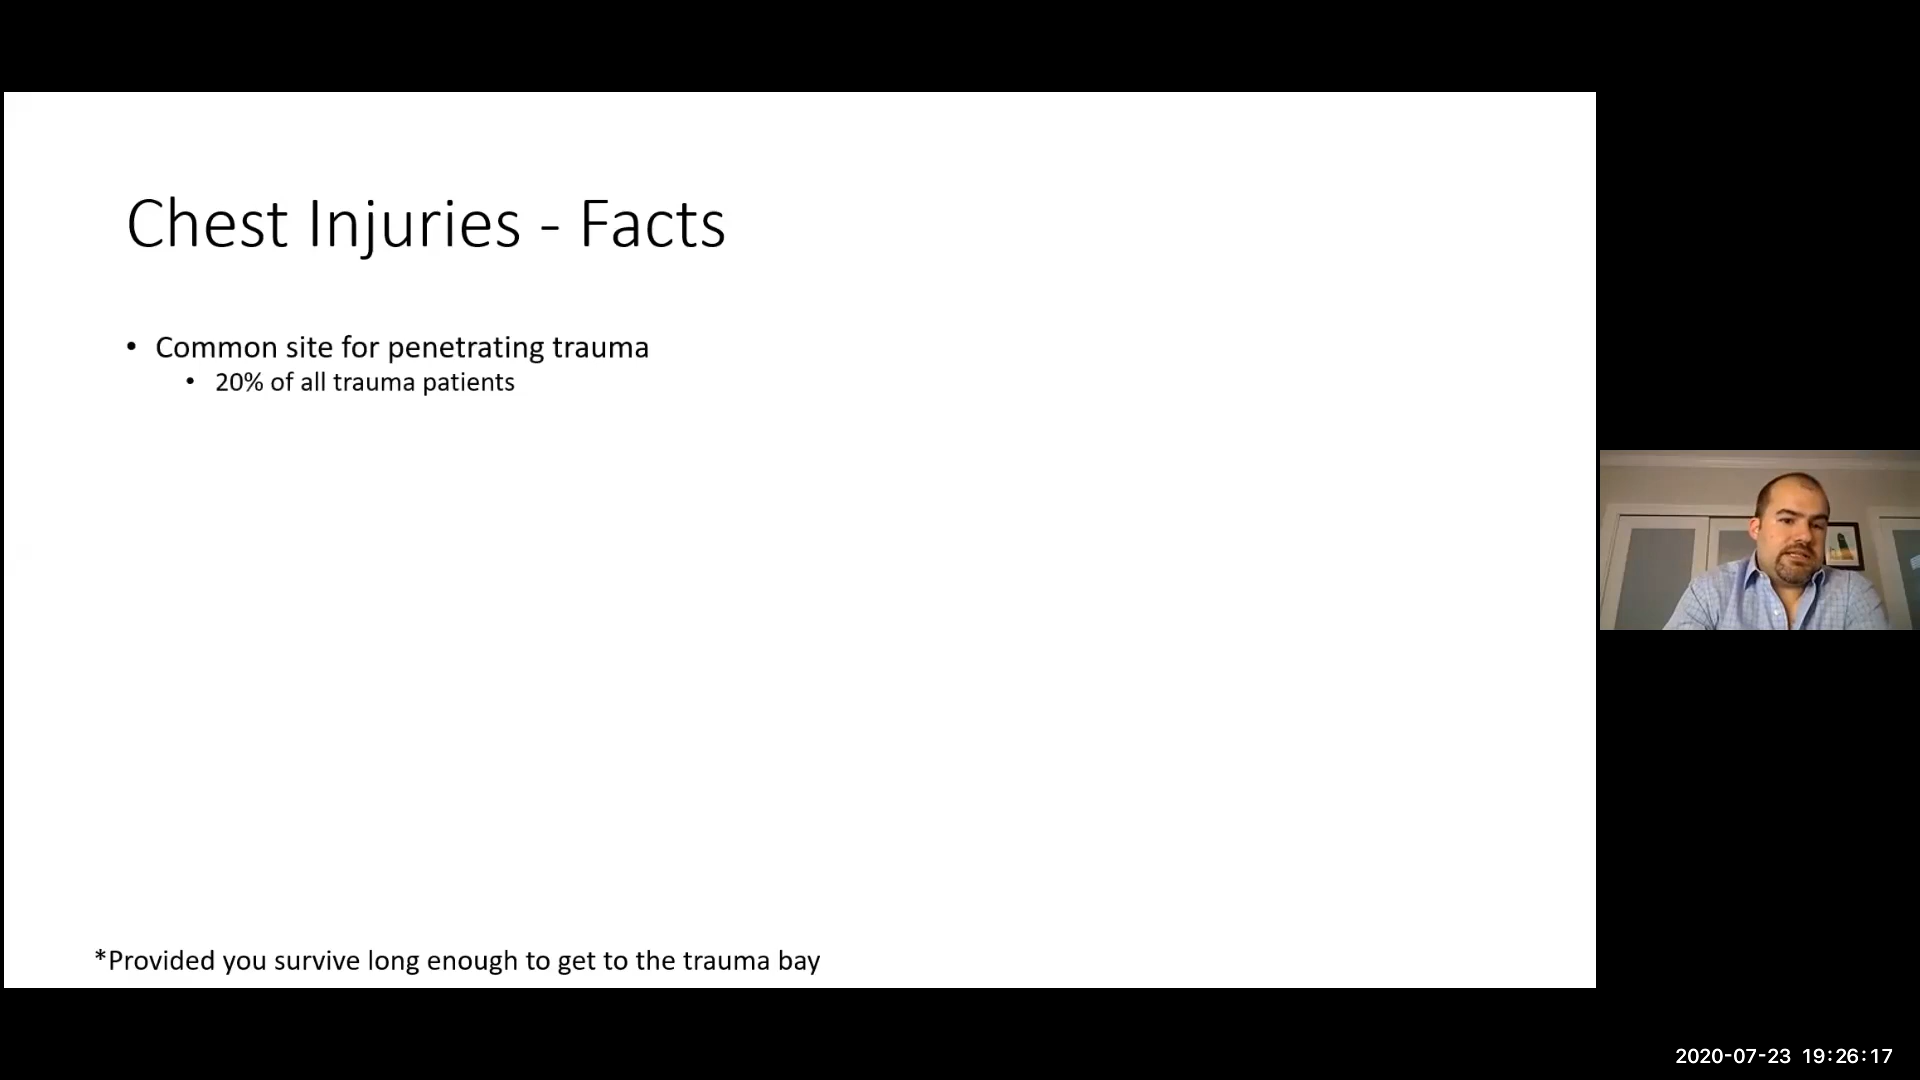 Chest Injuries - Facts
• Common site for penetrating trauma
• 20% of all trauma patients
*Provided you survive long enough to get to the trauma bay
2020-07-23 19:26:17